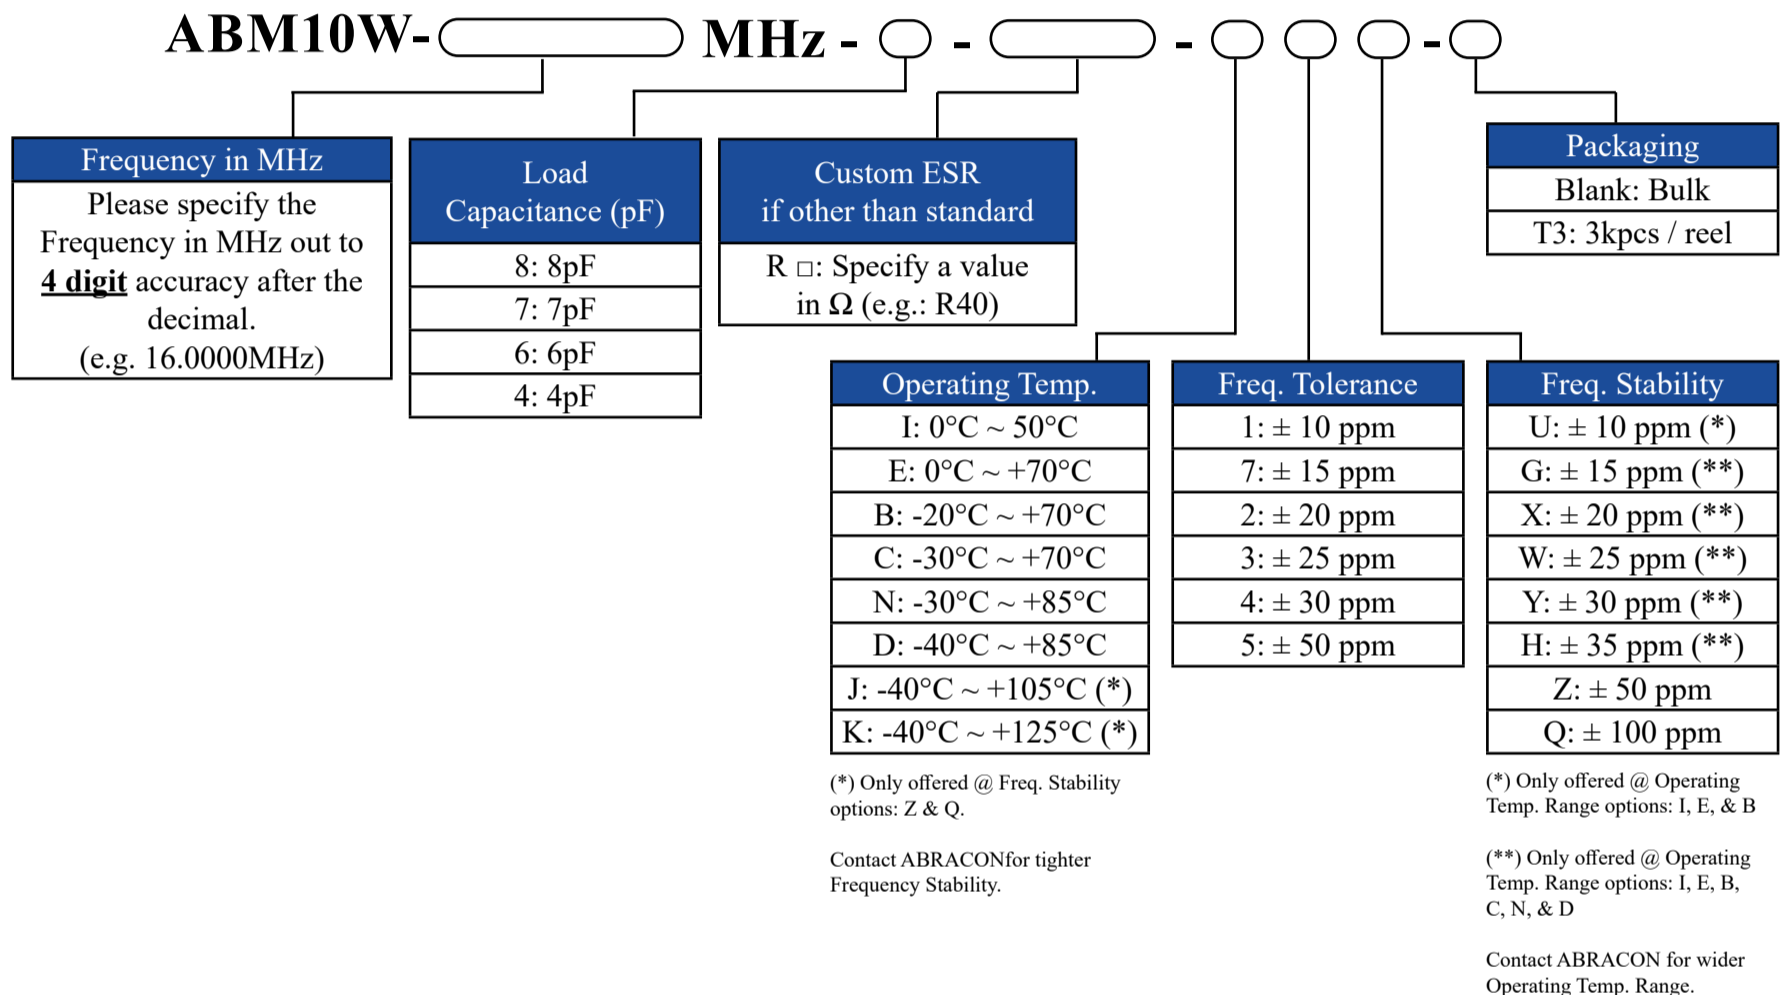 ABM10W- MHz - - - -
Frequency in MHz
Please specify the
Frequency in MHz out to
4 digit accuracy after the
decimal.
(e.g. 16.0000MHz)
Load
Capacitance (pF)
8: 8pF
7: 7pF
6: 6pF
4: 4pF
Custom ESR
if other than standard
R □: Specify a value
in Ω (e.g.: R40)
Packaging
Blank: Bulk
T3: 3kpcs / reel
Operating Temp.
I: 0°C ~ 50°C
E: 0°C ~ +70°C
B: -20°C ~ +70°C
C: -30°C ~ +70°C
N: -30°C ~ +85°C
D: -40°C ~ +85°C
J: -40°C ~ +105°C (*)
K: -40°C ~ +125°C (*)
(*) Only offered @ Freq. Stability
options: Z & Q.
Contact ABRACONfor tighter
Frequency Stability.
Freq. Tolerance
1: ± 10 ppm
7: ± 15 ppm
2: ± 20 ppm
3: ± 25 ppm
4: ± 30 ppm
5: ± 50 ppm
Freq. Stability
U: ± 10 ppm (*)
G: ± 15 ppm (**)
X: ± 20 ppm (**)
W: ± 25 ppm (**)
Y: ± 30 ppm (**)
H: ± 35 ppm (**)
Z: ± 50 ppm
Q: ± 100 ppm
(*) Only offered @ Operating
Temp. Range options: I, E, & B
(**) Only offered @ Operating
Temp. Range options: I, E, B,
C, N, & D
Contact ABRACON for wider
Operating Temp. Range.